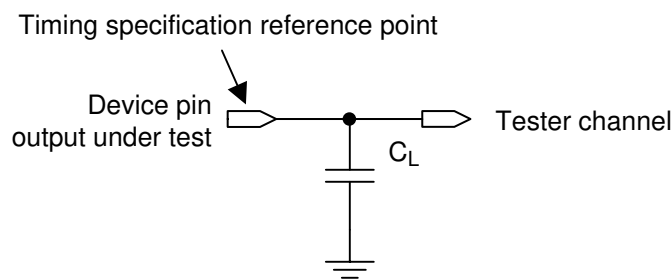 Timing specification reference point
Device pin
output under test
Tester channel
CL